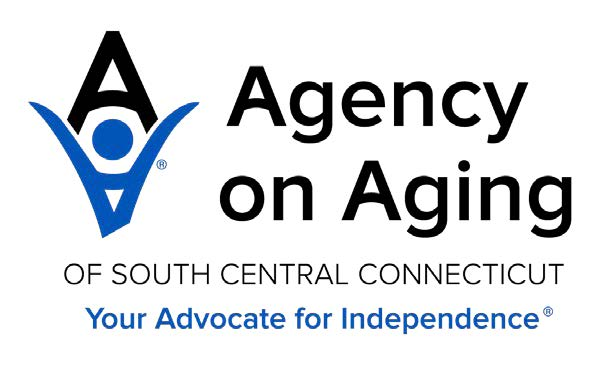 Agency
on Aging
®
OF SOUTH CENTRAL CONNECTICUT
Your Advocate for Independence®